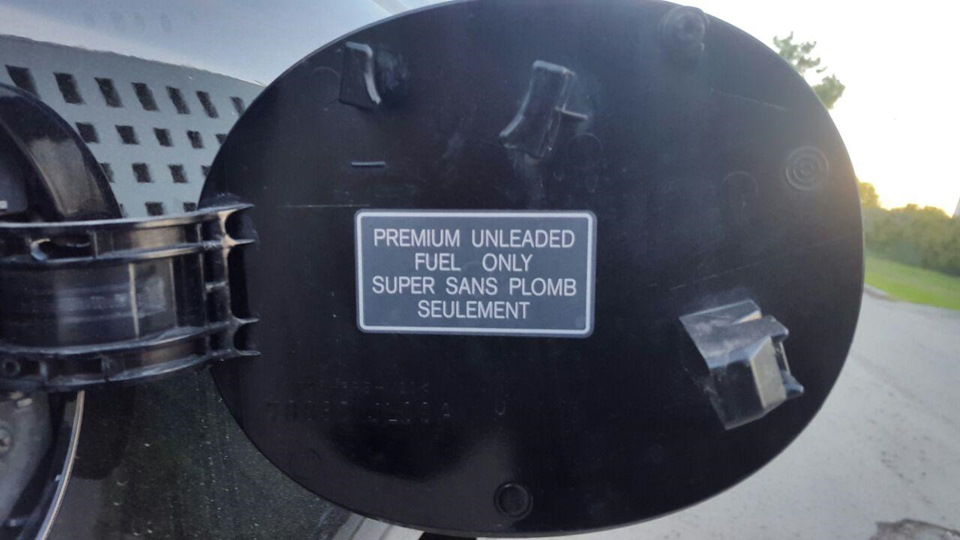 PREMIUM UNLEADED
FUEL ONLY
SUPER SANS PLOMB
SEULEMENT